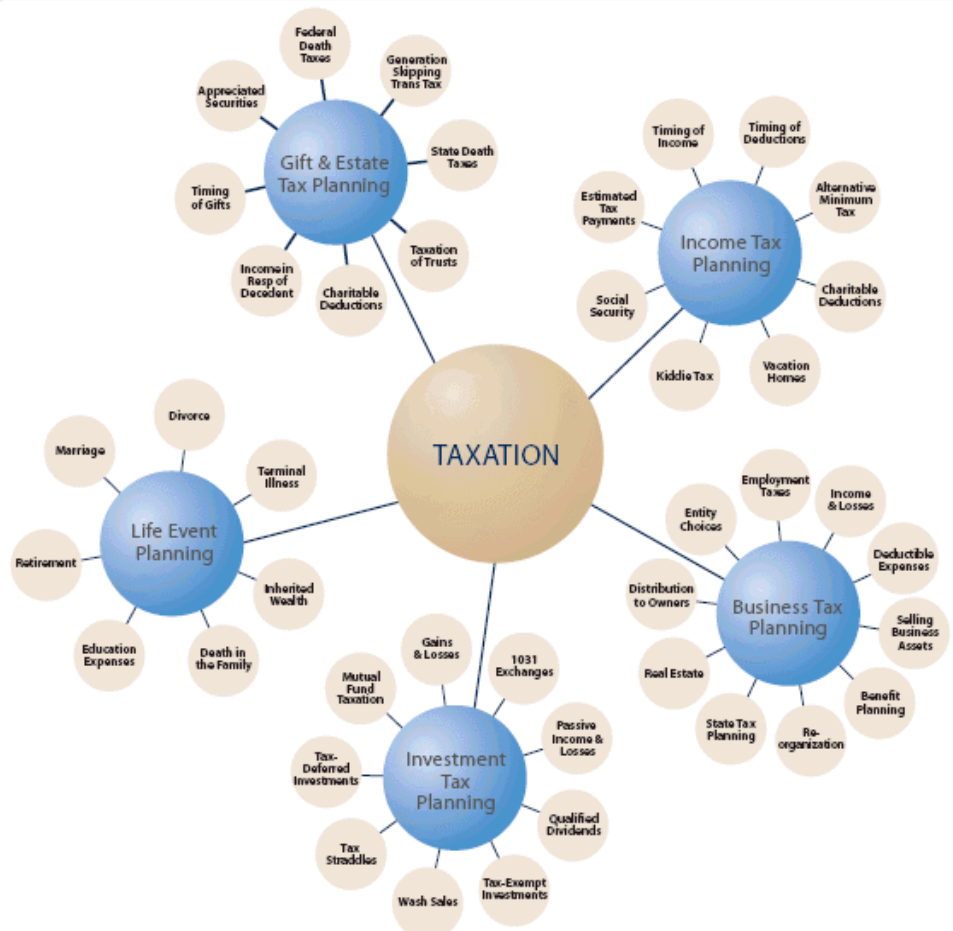 Federal
Death
Taxes
Generation
Skipping
Trans Tax
Appreciated
Securities
State Death
Taxes
Gift & Estate
Tax Planning
Timing
of Gifts
Taxation
of Trusts
Income in
Resp of
Decedent
Charitable
Deductions
Timing of
Income
Timing of
Deductions
Estimated
Tax
Payments
Alternative
Minimum
Tax
Income Tax
Planning
Social
Security
Charitable
Deductions
Kiddie Tax
Vacation
Homes
TAXATION
Divorce
Marriage
Terminal
Illness
Life Event
Planning
Retirement
Inherited
Wealth
Education
Expenses
Death in
the Family
Employment
Taxes
Income
& Losses
Entity
Choices
Deductible
Expenses
Distribution
to Owners
Business Tax
Planning
Selling
Business
Assets
Real Estate
Benefit
Planning
State Tax
Planning
Re-
organization
Gains
& Losses
1031
Exchanges
Mutual
Fund
Taxation
Passive
Income &
Losses
Tax-
Deferred
Investments
Investment
Tax
Planning
Qualified
Dividends
Tax
Straddles
Wash Sales
Tax-Exempt
Investments